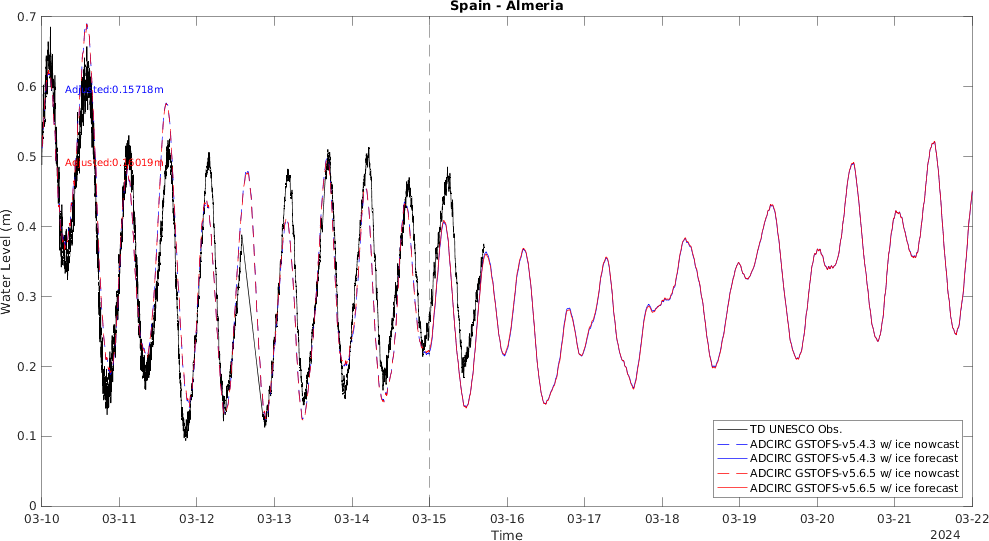 Spain - Almeria
0.7
0.6
0.5
0.4
0.3
0.2
0.1
0
Water Level (m)
Adjusted:0.15718m
Adjusted:0.16019m
TD UNESCO Obs.
ADCIRC GSTOFS-v5.4.3 w/ ice nowcast
ADCIRC GSTOFS-v5.4.3 w/ ice forecast
ADCIRC GSTOFS-v5.6.5 w/ ice nowcast
ADCIRC GSTOFS-v5.6.5 w/ ice forecast
03-10 03-11 03-12 03-13 03-14 03-15 03-16 03-17 03-18 03-19 03-20 03-21 03-22
Time
2024